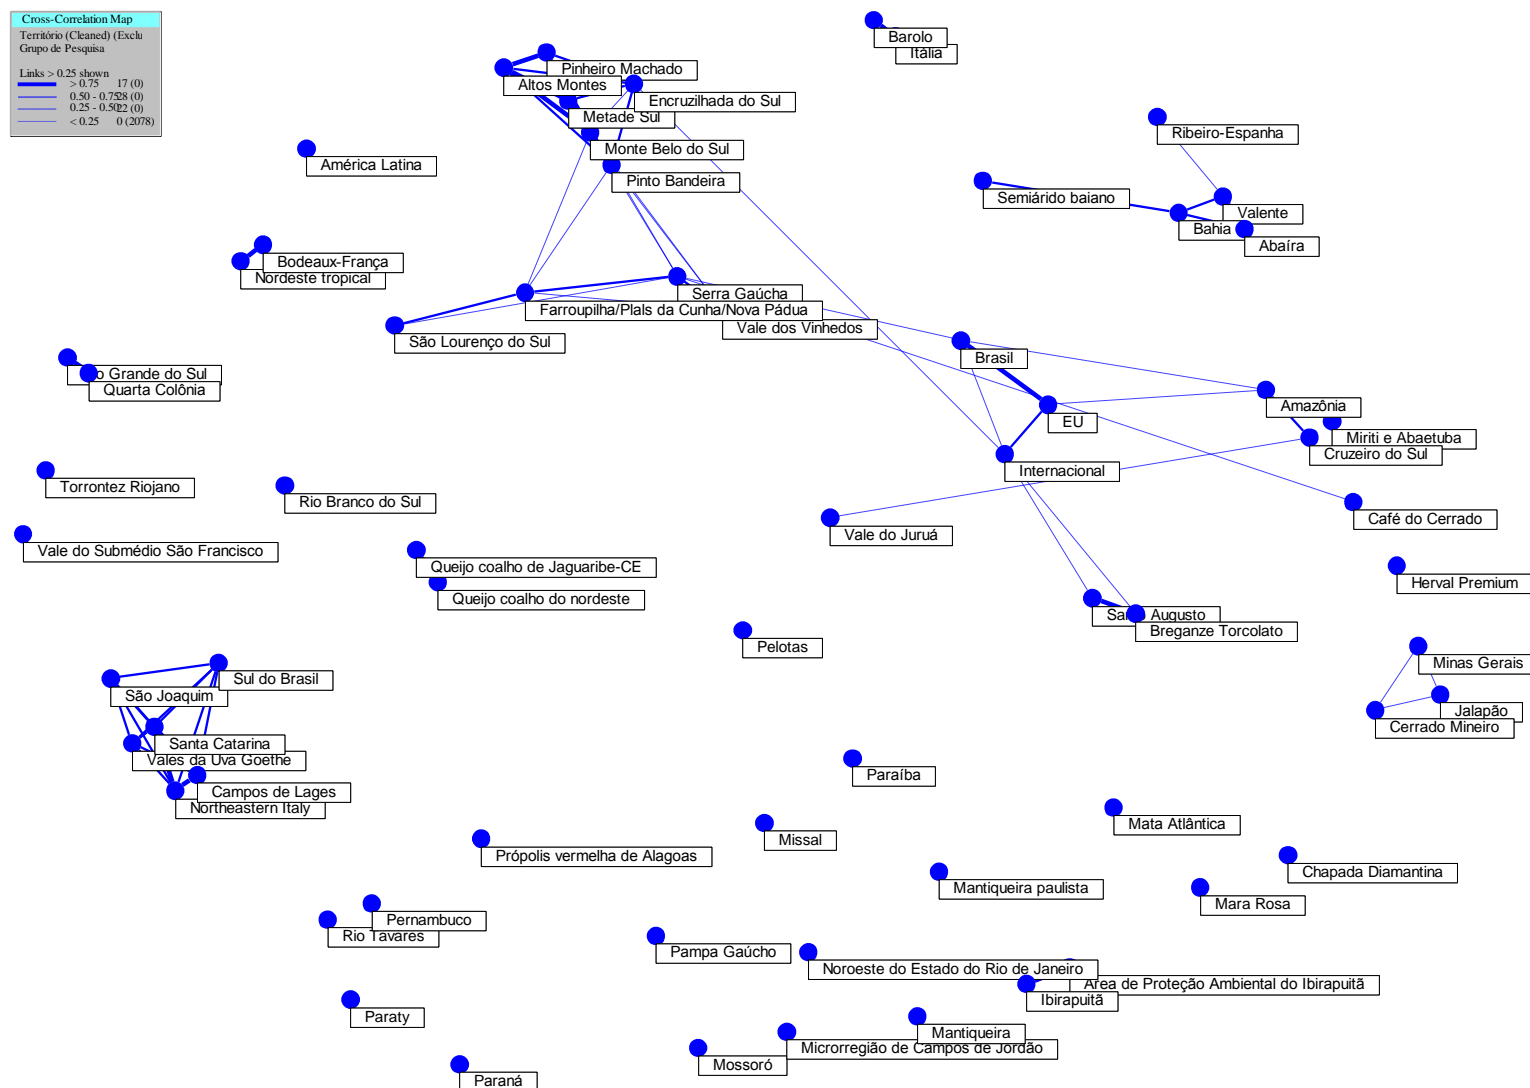 Cross-Correlation Map
Território (Cleaned) (Exclu
Grupo de Pesquisa
Links > 0.25 shown
> 0.75 17 (0)
0.50 - 0.75 28 (0)
0.25 - 0.50 22 (0)
< 0.25 0 (2078)
Barolo
Itália
Pinheiro Machado
Altos Montes
Encruzilhada do Sul
Metade Sul
Monte Belo do Sul
Pinto Bandeira
América Latina
Ribeiro-Espanha
Semiárido baiano
Valente
Bahia
Abaíra
Bodeaux-França
Nordeste tropical
Serra Gaúcha
Farroupilha/Plals da Cunha/Nova Pádua
Vale dos Vinhedos
São Lourenço do Sul
Brasil
o Grande do Sul
Quarta Colônia
EU
Amazônia
Miriti e Abaetuba
Cruzeiro do Sul
Internacional
Torrontez Riojano
Rio Branco do Sul
Café do Cerrado
Vale do Juruá
Vale do Submédio São Francisco
Queijo coalho de Jaguaribe-CE
Queijo coalho do nordeste
Herval Premium
Augusto
Breganze Torcolato
Pelotas
Minas Gerais
Sul do Brasil
São Joaquim
Jalapão
Cerrado Mineiro
Santa Catarina
Vales da Uva Goethe
Campos de Lages
Northeastern Italy
Paraíba
Mata Atlântica
Missal
Própolis vermelha de Alagoas
Chapada Diamantina
Mantiqueira paulista
Mara Rosa
Pernambuco
Rio Tavares
Pampa Gaúcho
Noroeste do Estado do Rio de Janeiro
Área de Proteção Ambiental do Ibirapuitã
Ibirapuitã
Paraty
Mantiqueira
Microrregião de Campos de Jordão
Mossoró
Paraná